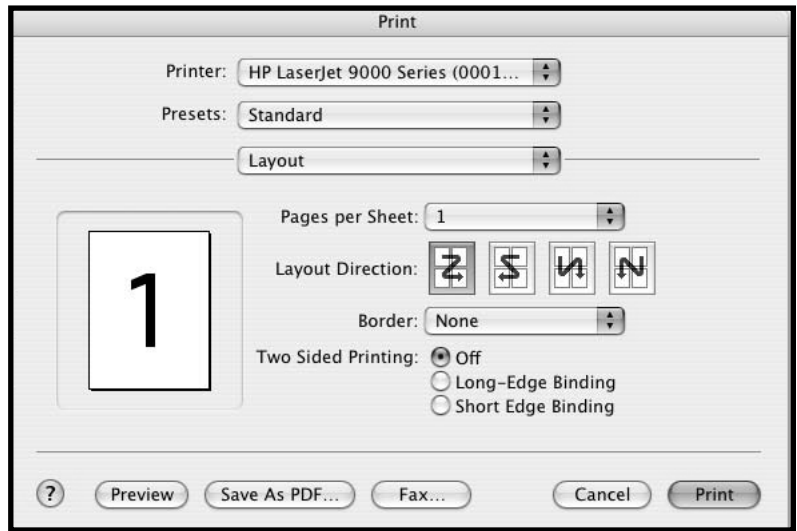 Print
Printer: HP LaserJet 9000 Series (0001...
Presets: Standard
Layout
Pages per Sheet: 1
1
Layout Direction:
Border: None
Two Sided Printing: Off
Long-Edge Binding
Short Edge Binding
? Preview Save As PDF... Fax... Cancel Print